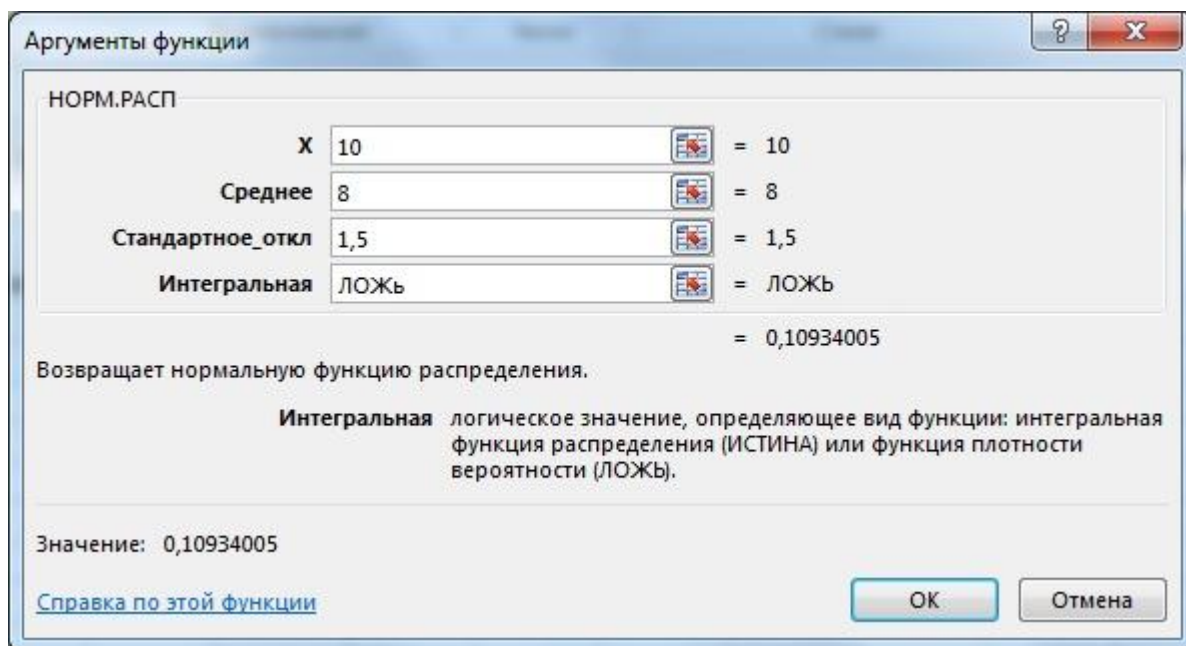 Аргументы функции
?
X
НОРМ.РАСП
X 10 = 10
Среднее 8 = 8
Стандартное_откл 1,5 = 1,5
Интегральная ЛОЖЬ = ЛОЖЬ
= 0,10934005
Возвращает нормальную функцию распределения.
Интегральная логическое значение, определяющее вид функции: интегральная
функция распределения (ИСТИНА) или функция плотности
вероятности (ЛОЖЬ).
Значение: 0,10934005
Справка по этой функции
ОК Отмена